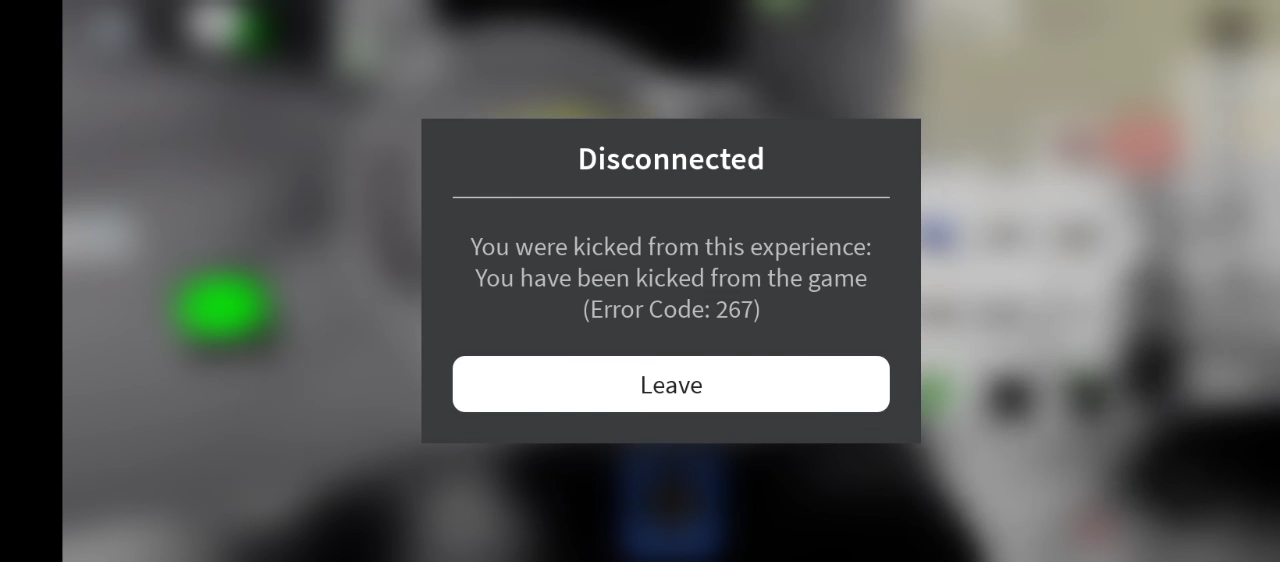 Disconnected
You were kicked from this experience:
You have been kicked from the game
(Error Code: 267)
Leave